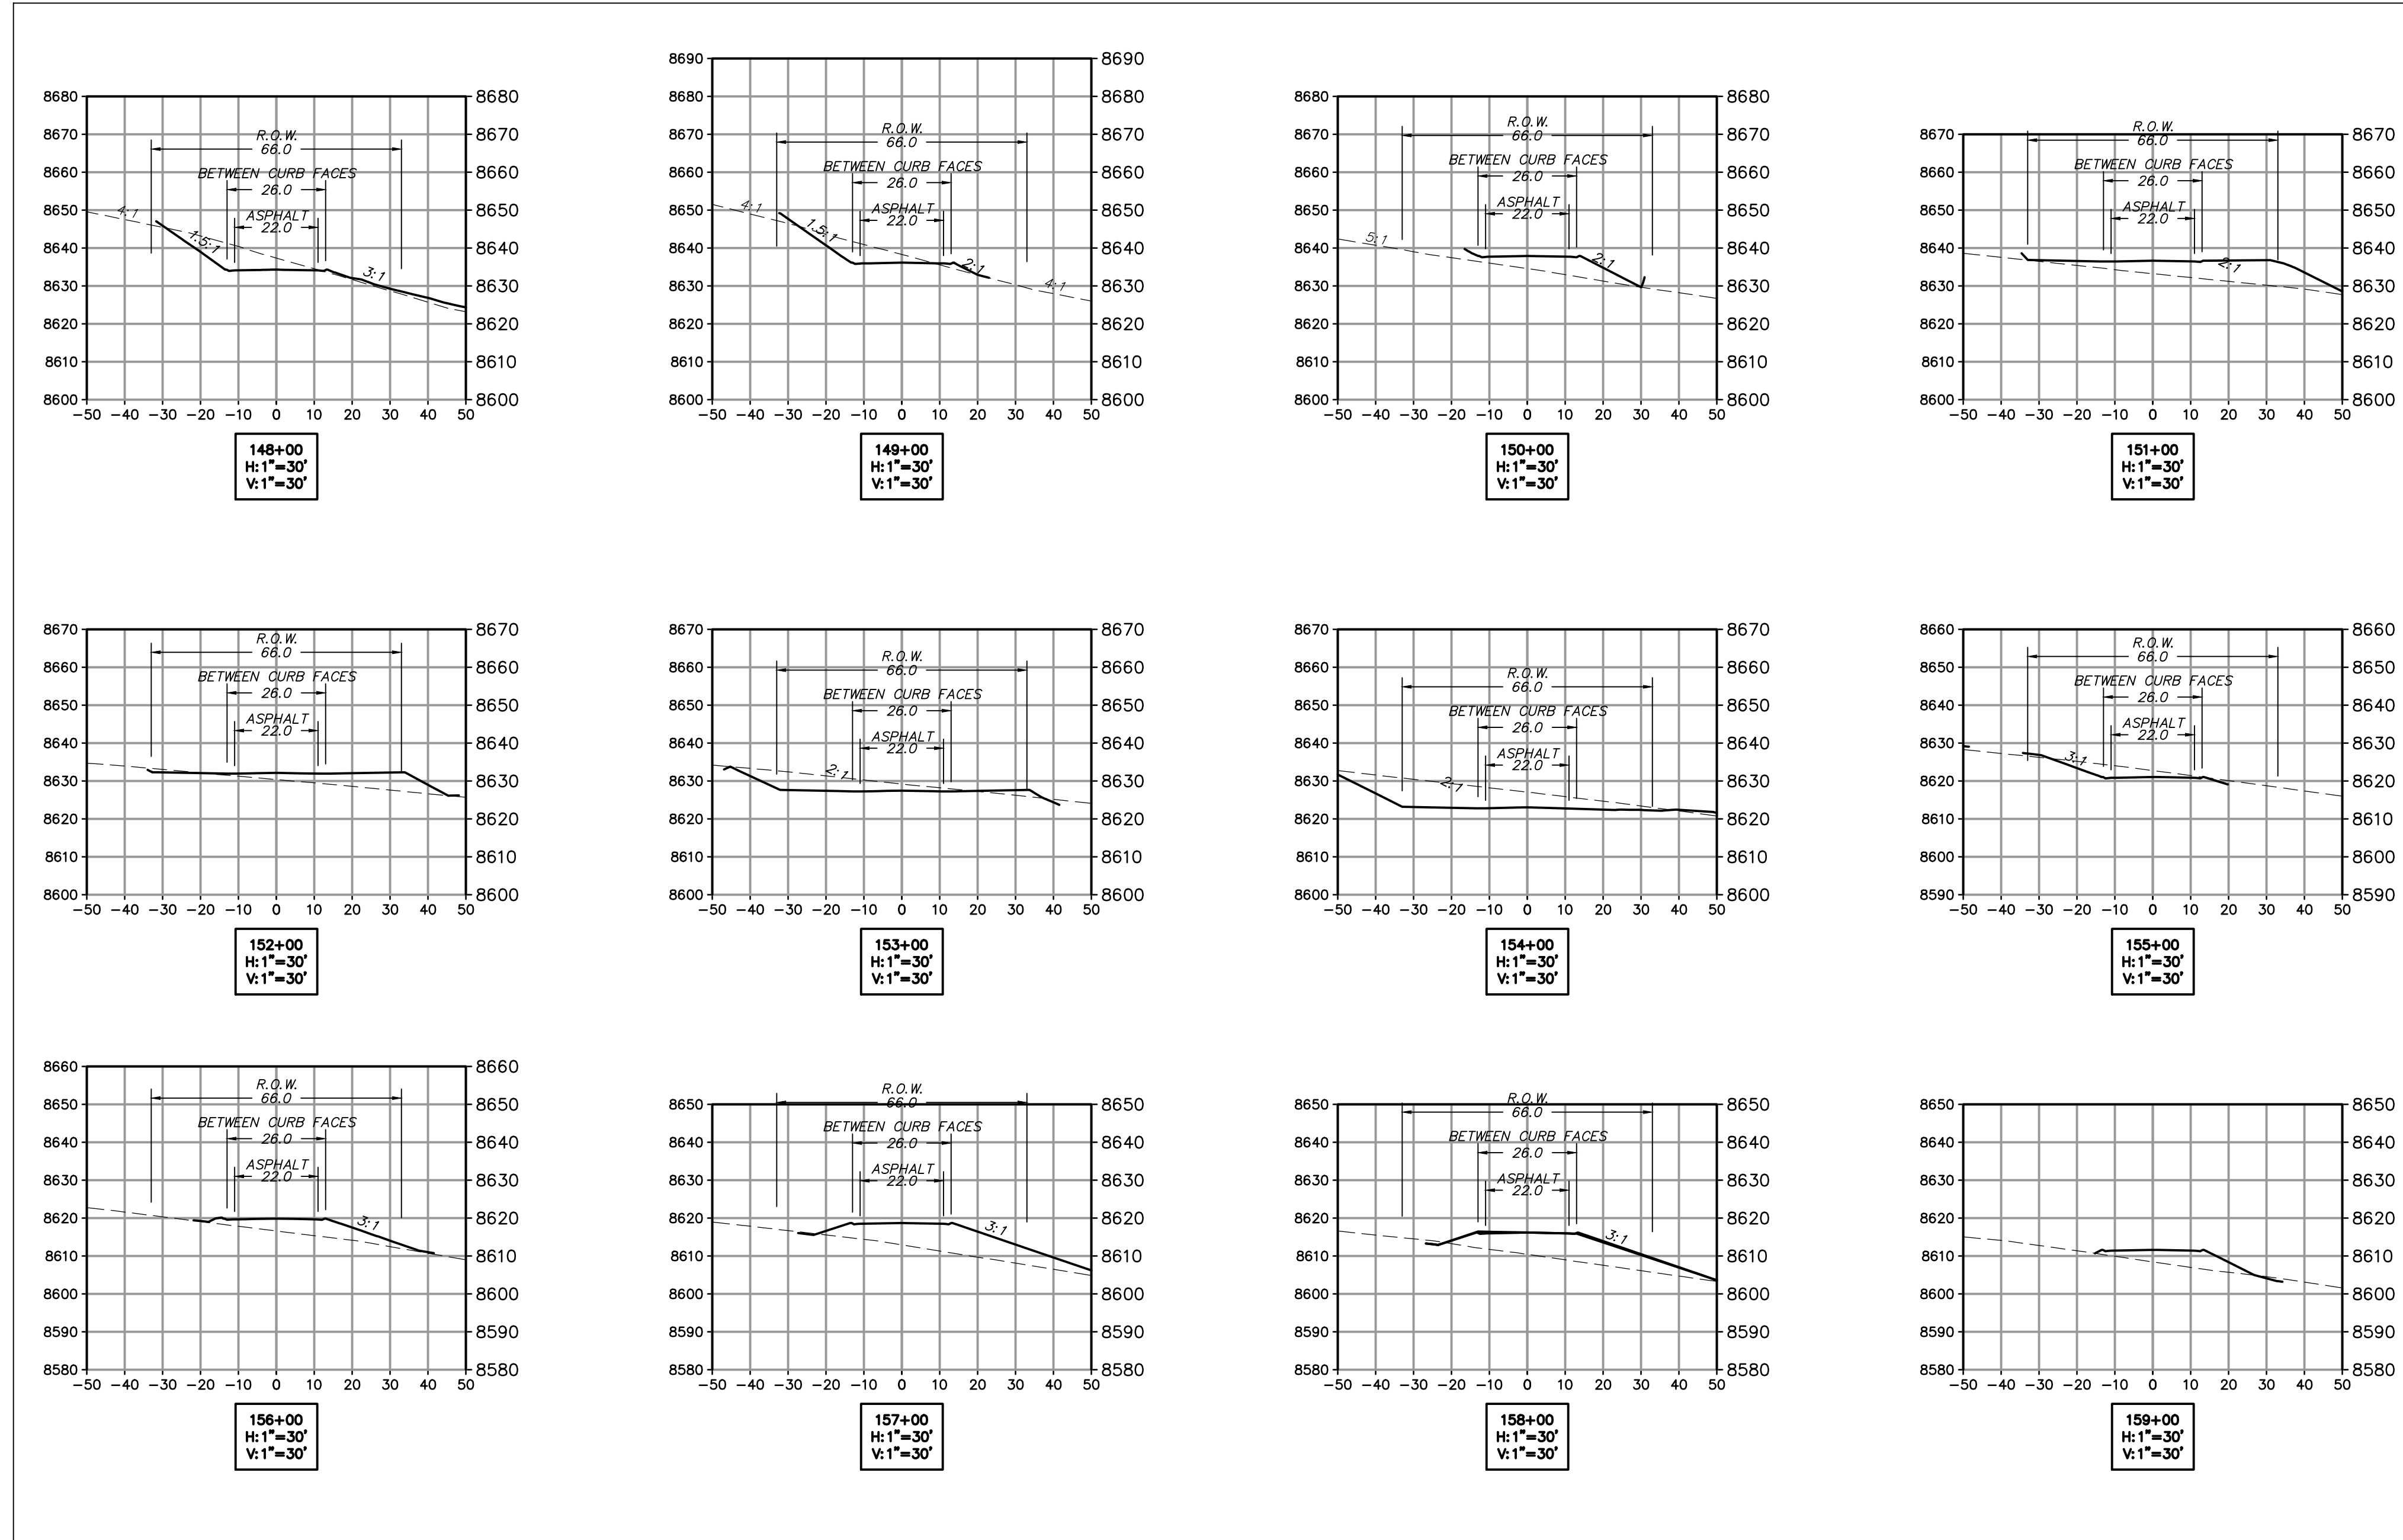 8680 8680
8670 R.O.W. 8670
66.0
8660 8660
BETWEEN CURB FACES
26.0
8650 4:1 ASPHALT 8650
22.0
8640 1.5:1 8640
8630 3:1 8630
8620 8620
8610 8610
8600 8600
-50 -40 -30 -20 -10 0 10 20 30 40 50
148+00
H:1"=30'
V:1"=30'
8690 8690
8680 8680
8670 R.O.W. 8670
66.0
8660 BETWEEN CURB FACES 8660
26.0
8650 4:1 ASPHALT 8650
22.0
8640 1.5:1 8640
2:1
8630 4:1 8630
8620 8620
8610 8610
8600 8600
-50 -40 -30 -20 -10 0 10 20 30 40 50
149+00
H:1"=30'
V:1"=30'
8680 8680
8670 R.O.W. 8670
66.0
8660 BETWEEN CURB FACES 8660
26.0
8650 ASPHALT 8650
22.0
8640 5:1 8640
2:1
8630 8630
8620 8620
8610 8610
8600 8600
-50 -40 -30 -20 -10 0 10 20 30 40 50
150+00
H:1"=30'
V:1"=30'
R.O.W.
8670 66.0 8670
8660 BETWEEN CURB FACES 8660
26.0
8650 ASPHALT 8650
22.0
8640 8640
2:1
8630 8630
8620 8620
8610 8610
8600 8600
-50 -40 -30 -20 -10 0 10 20 30 40 50
151+00
H:1"=30'
V:1"=30'
8670 8670
R.O.W.
66.0
8660 8660
BETWEEN CURB FACES
26.0
8650 8650
ASPHALT
22.0
8640 8640
8630 8630
8620 8620
8610 8610
8600 8600
-50 -40 -30 -20 -10 0 10 20 30 40 50
152+00
H:1"=30'
V:1"=30'
8670 8670
R.O.W.
8660 66.0 8660
BETWEEN CURB FACES
8650 26.0 8650
ASPHALT
8640 22.0 8640
2:1
8630 8630
8620 8620
8610 8610
8600 8600
-50 -40 -30 -20 -10 0 10 20 30 40 50
153+00
H:1"=30'
V:1"=30'
8670 8670
8660 R.O.W. 8660
66.0
8650 BETWEEN CURB FACES 8650
26.0
8640 ASPHALT 8640
22.0
8630 2:1 8630
8620 8620
8610 8610
8600 8600
-50 -40 -30 -20 -10 0 10 20 30 40 50
154+00
H:1"=30'
V:1"=30'
8660 8660
R.O.W.
8650 66.0 8650
BETWEEN CURB FACES
8640 26.0 8640
ASPHALT
22.0
8630 8630
3:1
8620 8620
8610 8610
8600 8600
8590 8590
-50 -40 -30 -20 -10 0 10 20 30 40 50
155+00
H:1"=30'
V:1"=30'
8660 8660
R.O.W.
8650 66.0 8650
BETWEEN CURB FACES
8640 26.0 8640
ASPHALT
8630 22.0 8630
8620 3:1 8620
8610 8610
8600 8600
8590 8590
8580 8580
-50 -40 -30 -20 -10 0 10 20 30 40 50
156+00
H:1"=30'
V:1"=30'
R.O.W.
8650 66.0 8650
BETWEEN CURB FACES
8640 26.0 8640
ASPHALT
8630 22.0 8630
8620 3:1 8620
8610 8610
8600 8600
8590 8590
8580 8580
-50 -40 -30 -20 -10 0 10 20 30 40 50
157+00
H:1"=30'
V:1"=30'
R.O.W.
8650 66.0 8650
BETWEEN CURB FACES
8640 26.0 8640
8630 ASPHALT 8630
22.0
8620 8620
3:1
8610 8610
8600 8600
8590 8590
8580 8580
-50 -40 -30 -20 -10 0 10 20 30 40 50
158+00
H:1"=30'
V:1"=30'
8650 8650
8640 8640
8630 8630
8620 8620
8610 8610
8600 8600
8590 8590
8580 8580
-50 -40 -30 -20 -10 0 10 20 30 40 50
159+00
H:1"=30'
V:1"=30'